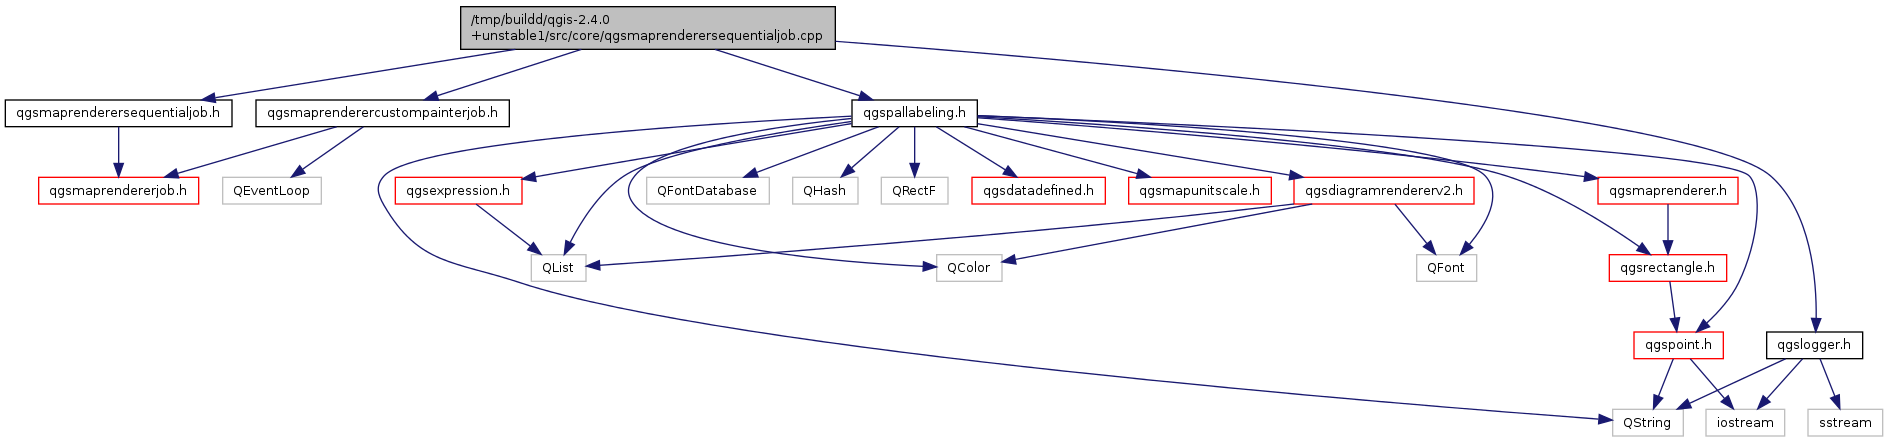 /tmp/buildd/qgis-2.4.0
+unstable1/src/core/qgsmaprenderersequentialjob.cpp
qgsmaprenderersequentialjob.h
qgsmaprenderercustompainterjob.h
qgspallabeling.h
qgsmaprendererjob.h
QEventLoop
qgsexpression.h
QFontDatabase
QHash
QRectF
qgsdatadefined.h
qgsmapunitscale.h
qgsdiagramrendererv2.h
qgsmaprenderer.h
QList
QColor
QFont
qgsrectangle.h
qgspoint.h
qgslogger.h
QString
iostream
sstream